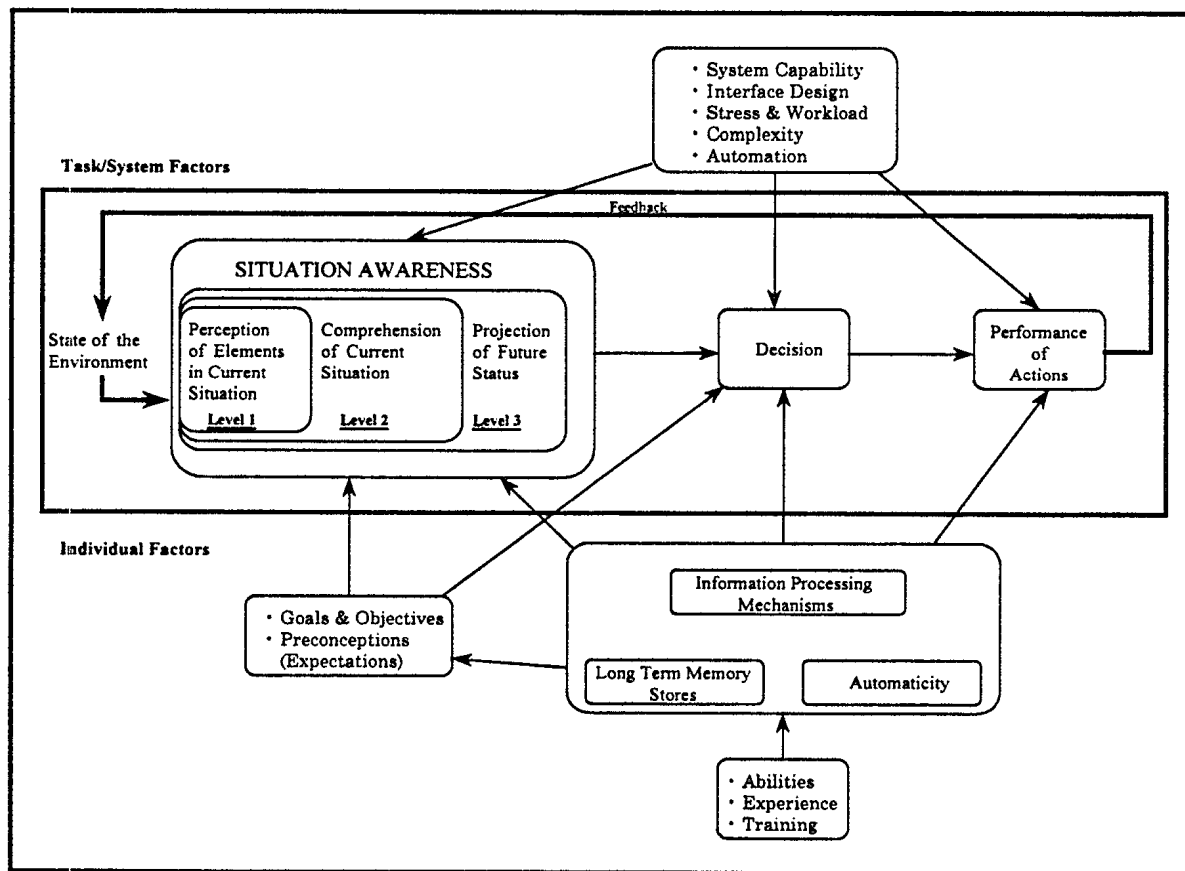 · System Capability
· Interface Design
· Stress & Workload
· Complexity
· Automation
Task/System Factors
Feedback
SITUATION AWARENESS
State of the
Environment
Perception
of Elements
in Current
Situation
Level 1
Comprehension
of Current
Situation
Level 2
Projection
of Future
Status
Level 3
Decision
Performance
of
Actions
Individual Factors
· Goals & Objectives
· Preconceptions
(Expectations)
Information Processing
Mechanisms
Long Term Memory
Stores
Automaticity
· Abilities
· Experience
· Training